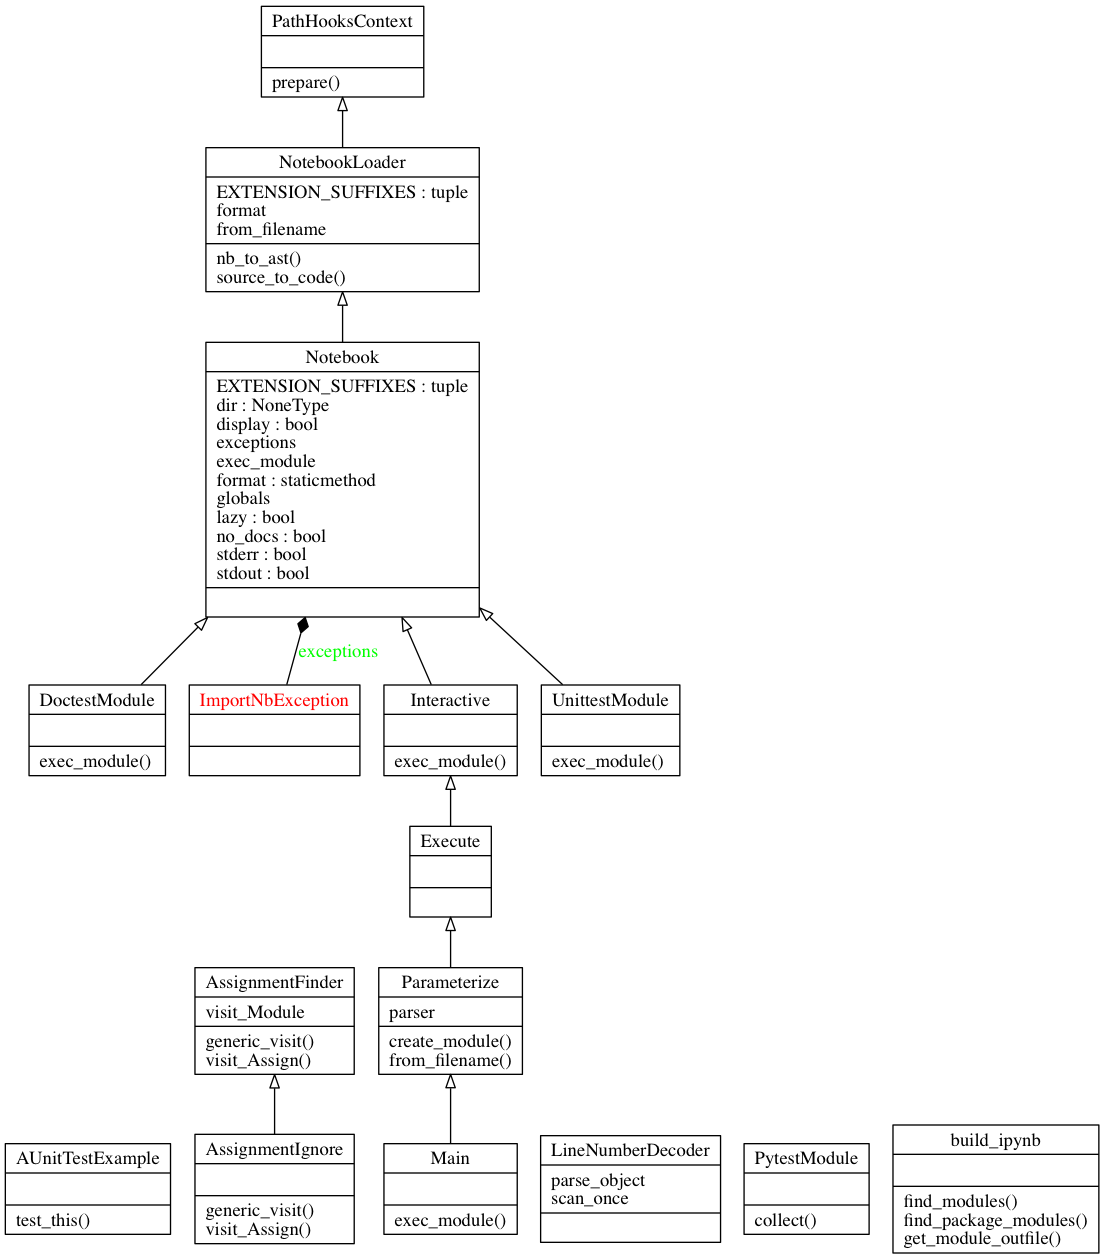 PathHooksContext
prepare()
NotebookLoader
EXTENSION_SUFFIXES : tuple
format
from_filename
nb_to_ast()
source_to_code()
Notebook
EXTENSION_SUFFIXES : tuple
dir : NoneType
display : bool
exceptions
exec_module
format : staticmethod
globals
lazy : bool
no_docs : bool
stderr : bool
stdout : bool
exceptions
DoctestModule
exec_module()
ImportNbException
Interactive
exec_module()
UnittestModule
exec_module()
Execute
AssignmentFinder
visit_Module
generic_visit()
visit_Assign()
Parameterize
parser
create_module()
from_filename()
AUnitTestExample
test_this()
AssignmentIgnore
generic_visit()
visit_Assign()
Main
exec_module()
LineNumberDecoder
parse_object
scan_once
PytestModule
collect()
build_ipynb
find_modules()
find_package_modules()
get_module_outfile()